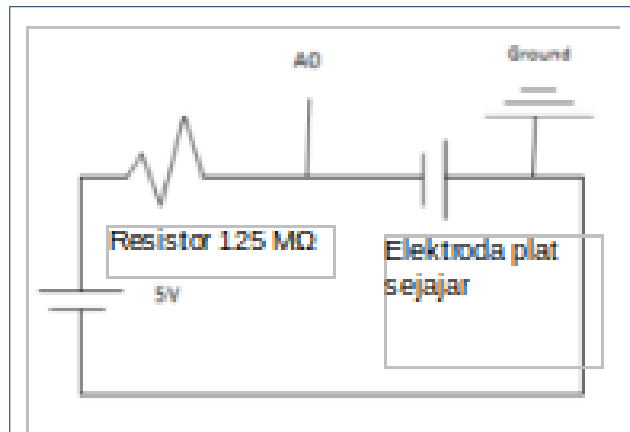 A0
Ground
Resistor 125 MΩ
5V
Elektroda plat
sejajar